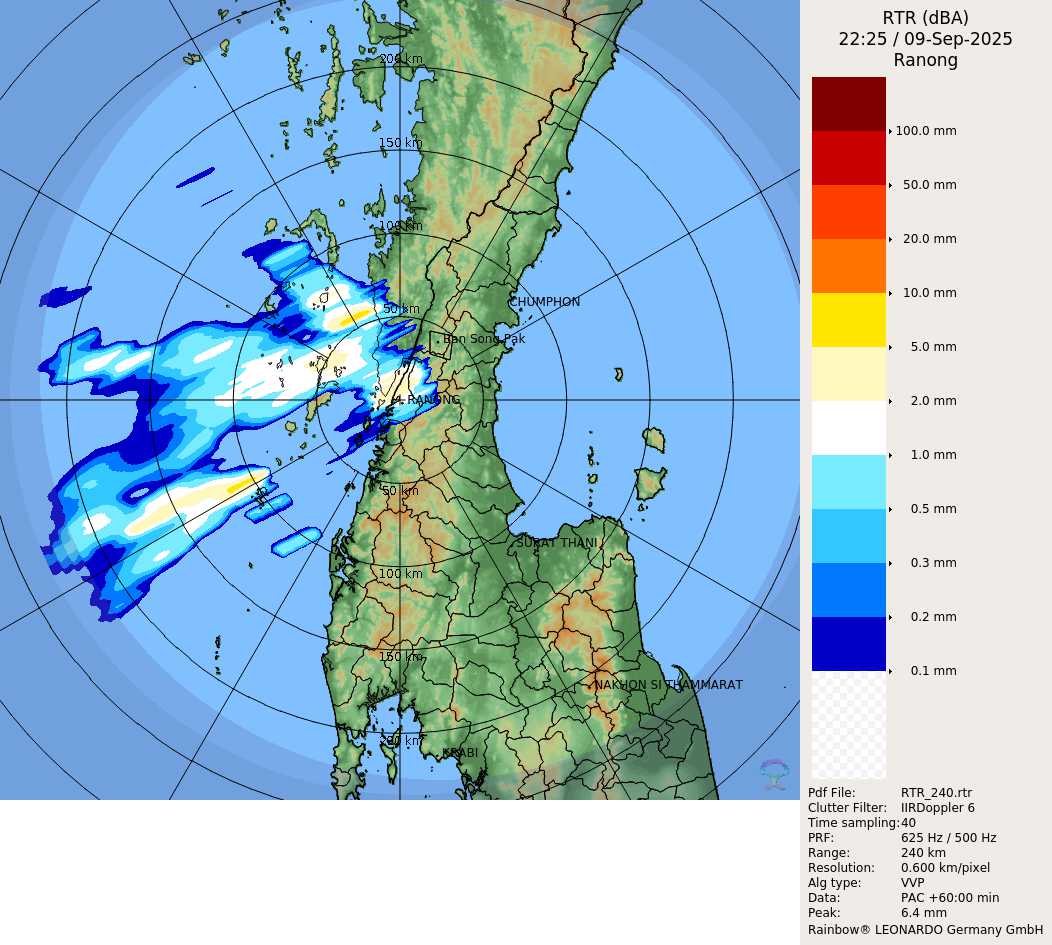 RTR (dBA)
22:25 / 09-Sep-2025
Ranong
200 km
150 km
100 km
50 km
CHUMPHON
Ban Song Pak
RANONG
50 km
SURAT THANI
100 km
150 km
NAKHON SI THAMMARAT
200 km
KRABI
100.0 mm
50.0 mm
20.0 mm
10.0 mm
5.0 mm
2.0 mm
1.0 mm
0.5 mm
0.3 mm
0.2 mm
0.1 mm
Pdf File: RTR_240.rtr
Clutter Filter: IIRDoppler 6
Time sampling:40
PRF: 625 Hz / 500 Hz
Range: 240 km
Resolution: 0.600 km/pixel
Alg type: VVP
Data: PAC +60:00 min
Peak: 6.4 mm
Rainbow® LEONARDO Germany GmbH